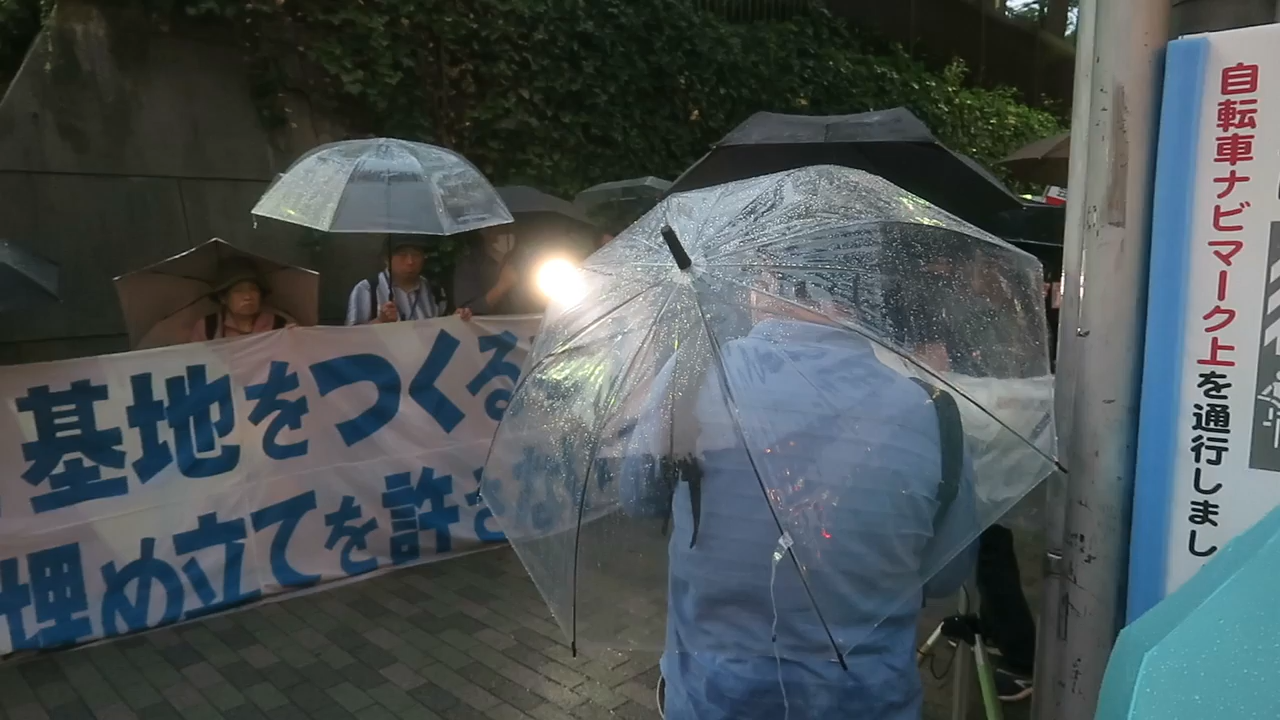 基地をつくる
埋め立てを許さ
自転車ナビマーク上を通行しまし